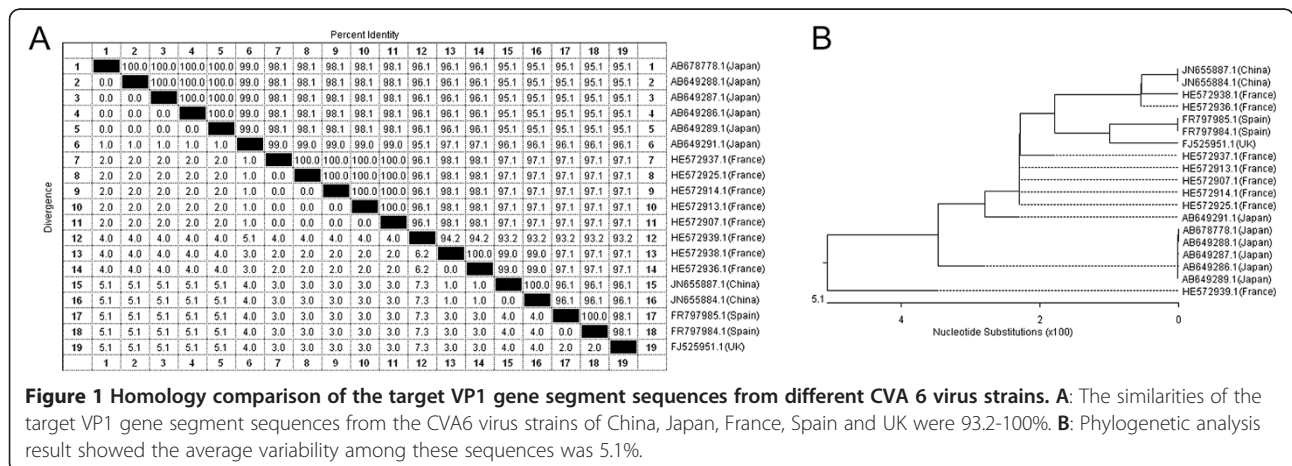 A
Percent Identity
1 2 3 4 5 6 7 8 9 10 11 12 13 14 15 16 17 18 19
Divergence
1 100.0 100.0 100.0 100.0 99.0 98.1 98.1 98.1 98.1 98.1 96.1 96.1 96.1 95.1 95.1 95.1 95.1 95.1 1 AB678778.1(Japan)
2 0.0 100.0 100.0 100.0 99.0 98.1 98.1 98.1 98.1 98.1 96.1 96.1 96.1 95.1 95.1 95.1 95.1 95.1 2 AB649288.1(Japan)
3 0.0 0.0 100.0 100.0 99.0 98.1 98.1 98.1 98.1 98.1 96.1 96.1 96.1 95.1 95.1 95.1 95.1 95.1 3 AB649287.1(Japan)
4 0.0 0.0 0.0 100.0 99.0 98.1 98.1 98.1 98.1 98.1 96.1 96.1 96.1 95.1 95.1 95.1 95.1 95.1 4 AB649286.1(Japan)
5 0.0 0.0 0.0 0.0 99.0 98.1 98.1 98.1 98.1 98.1 96.1 96.1 96.1 95.1 95.1 95.1 95.1 95.1 5 AB649289.1(Japan)
6 1.0 1.0 1.0 1.0 1.0 99.0 99.0 99.0 99.0 99.0 95.1 97.1 97.1 96.1 96.1 96.1 96.1 96.1 6 AB649291.1(Japan)
7 2.0 2.0 2.0 2.0 2.0 1.0 100.0 100.0 100.0 100.0 96.1 98.1 98.1 97.1 97.1 97.1 97.1 97.1 7 HE572937.1(France)
8 2.0 2.0 2.0 2.0 2.0 1.0 0.0 100.0 100.0 100.0 96.1 98.1 98.1 97.1 97.1 97.1 97.1 97.1 8 HE572925.1(France)
9 2.0 2.0 2.0 2.0 2.0 1.0 0.0 0.0 100.0 100.0 96.1 98.1 98.1 97.1 97.1 97.1 97.1 97.1 9 HE572914.1(France)
10 2.0 2.0 2.0 2.0 2.0 1.0 0.0 0.0 0.0 100.0 96.1 98.1 98.1 97.1 97.1 97.1 97.1 97.1 10 HE572913.1(France)
11 2.0 2.0 2.0 2.0 2.0 1.0 0.0 0.0 0.0 0.0 96.1 98.1 98.1 97.1 97.1 97.1 97.1 97.1 11 HE572907.1(France)
12 4.0 4.0 4.0 4.0 4.0 5.1 4.0 4.0 4.0 4.0 4.0 94.2 94.2 93.2 93.2 93.2 93.2 93.2 12 HE572939.1(France)
13 4.0 4.0 4.0 4.0 4.0 3.0 2.0 2.0 2.0 2.0 2.0 6.2 100.0 99.0 99.0 97.1 97.1 97.1 13 HE572938.1(France)
14 4.0 4.0 4.0 4.0 4.0 3.0 2.0 2.0 2.0 2.0 2.0 6.2 0.0 99.0 99.0 97.1 97.1 97.1 14 HE572936.1(France)
15 5.1 5.1 5.1 5.1 5.1 4.0 3.0 3.0 3.0 3.0 3.0 7.3 1.0 1.0 100.0 96.1 96.1 96.1 15 JN655887.1(China)
16 5.1 5.1 5.1 5.1 5.1 4.0 3.0 3.0 3.0 3.0 3.0 7.3 1.0 1.0 0.0 96.1 96.1 96.1 16 JN655884.1(China)
17 5.1 5.1 5.1 5.1 5.1 4.0 3.0 3.0 3.0 3.0 3.0 7.3 3.0 3.0 4.0 4.0 100.0 98.1 17 FR797985.1(Spain)
18 5.1 5.1 5.1 5.1 5.1 4.0 3.0 3.0 3.0 3.0 3.0 7.3 3.0 3.0 4.0 4.0 0.0 98.1 18 FR797984.1(Spain)
19 5.1 5.1 5.1 5.1 5.1 4.0 3.0 3.0 3.0 3.0 3.0 7.3 3.0 3.0 4.0 4.0 2.0 2.0 19 FJ525951.1(UK)
1 2 3 4 5 6 7 8 9 10 11 12 13 14 15 16 17 18 19
B
JN655887.1(China)
JN655884.1(China)
HE572938.1(France)
HE572936.1(France)
FR797985.1(Spain)
FR797984.1(Spain)
FJ525951.1(UK)
HE572937.1(France)
HE572913.1(France)
HE572907.1(France)
HE572914.1(France)
HE572925.1(France)
AB649291.1(Japan)
AB678778.1(Japan)
AB649288.1(Japan)
AB649287.1(Japan)
AB649286.1(Japan)
AB649289.1(Japan)
HE572939.1(France)
5.1
4 2 0
Nucleotide Substitutions (x100)
Figure 1 Homology comparison of the target VP1 gene segment sequences from different CVA 6 virus strains. A: The similarities of the
target VP1 gene segment sequences from the CVA6 virus strains of China, Japan, France, Spain and UK were 93.2-100%. B: Phylogenetic analysis
result showed the average variability among these sequences was 5.1%.